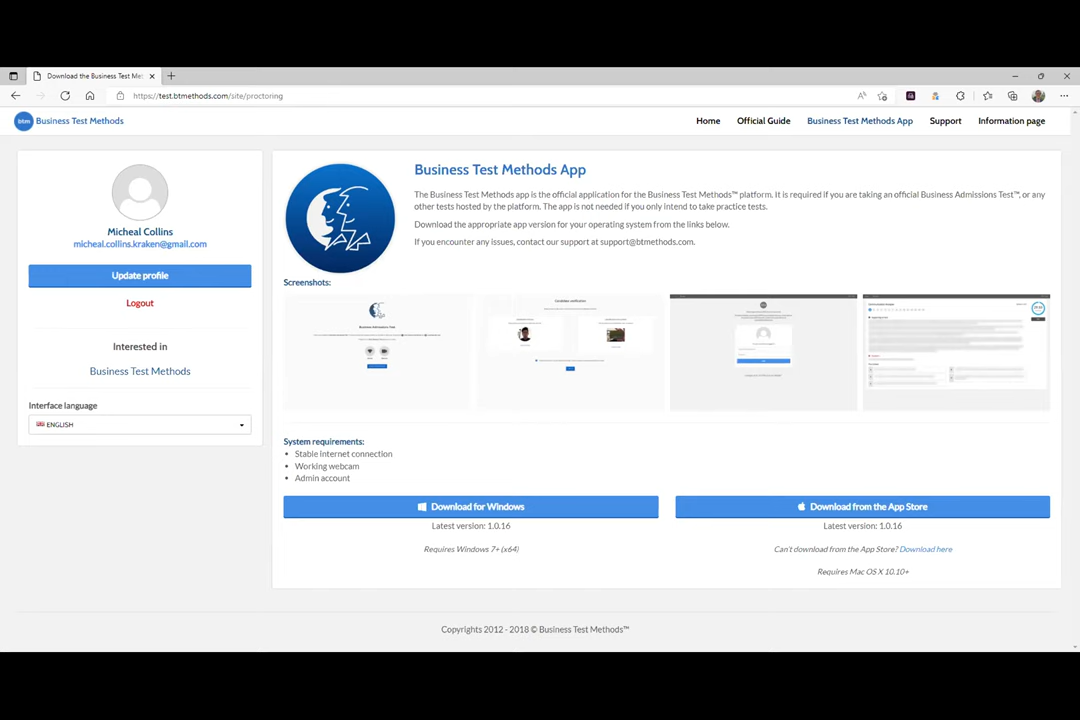 Download the Business Test Me
https://test.btmethods.com/site/proctoring
btm Business Test Methods
Home Official Guide Business Test Methods App Support Information page
Micheal Collins
micheal.collins.kraken@gmail.com
Update profile
Logout
Interested in
Business Test Methods
Interface language
ENGLISH
Business Test Methods App
The Business Test Methods app is the official application for the Business Test Methods™ platform. it is required if you are taking an official Business Admissions Test™, or any
other tests hosted by the platform. The app is not needed if you only intend to take practice tests.
Download the appropriate app version for your operating system from the links below.
If you encounter any issues, contact our support at support@btmethods.com.
Screenshots:
Business Admissions Test
Candidate verification
System requirements:
Stable internet connection
Working webcam
Admin account
Download for Windows
Latest version: 1.0.16
Requires Windows 7+ (x64)
Download from the App Store
Latest version: 1.0.16
Can't download from the App Store? Download here
Requires Mac OS X 10.10+
Copyrights 2012 - 2018 © Business Test Methods™